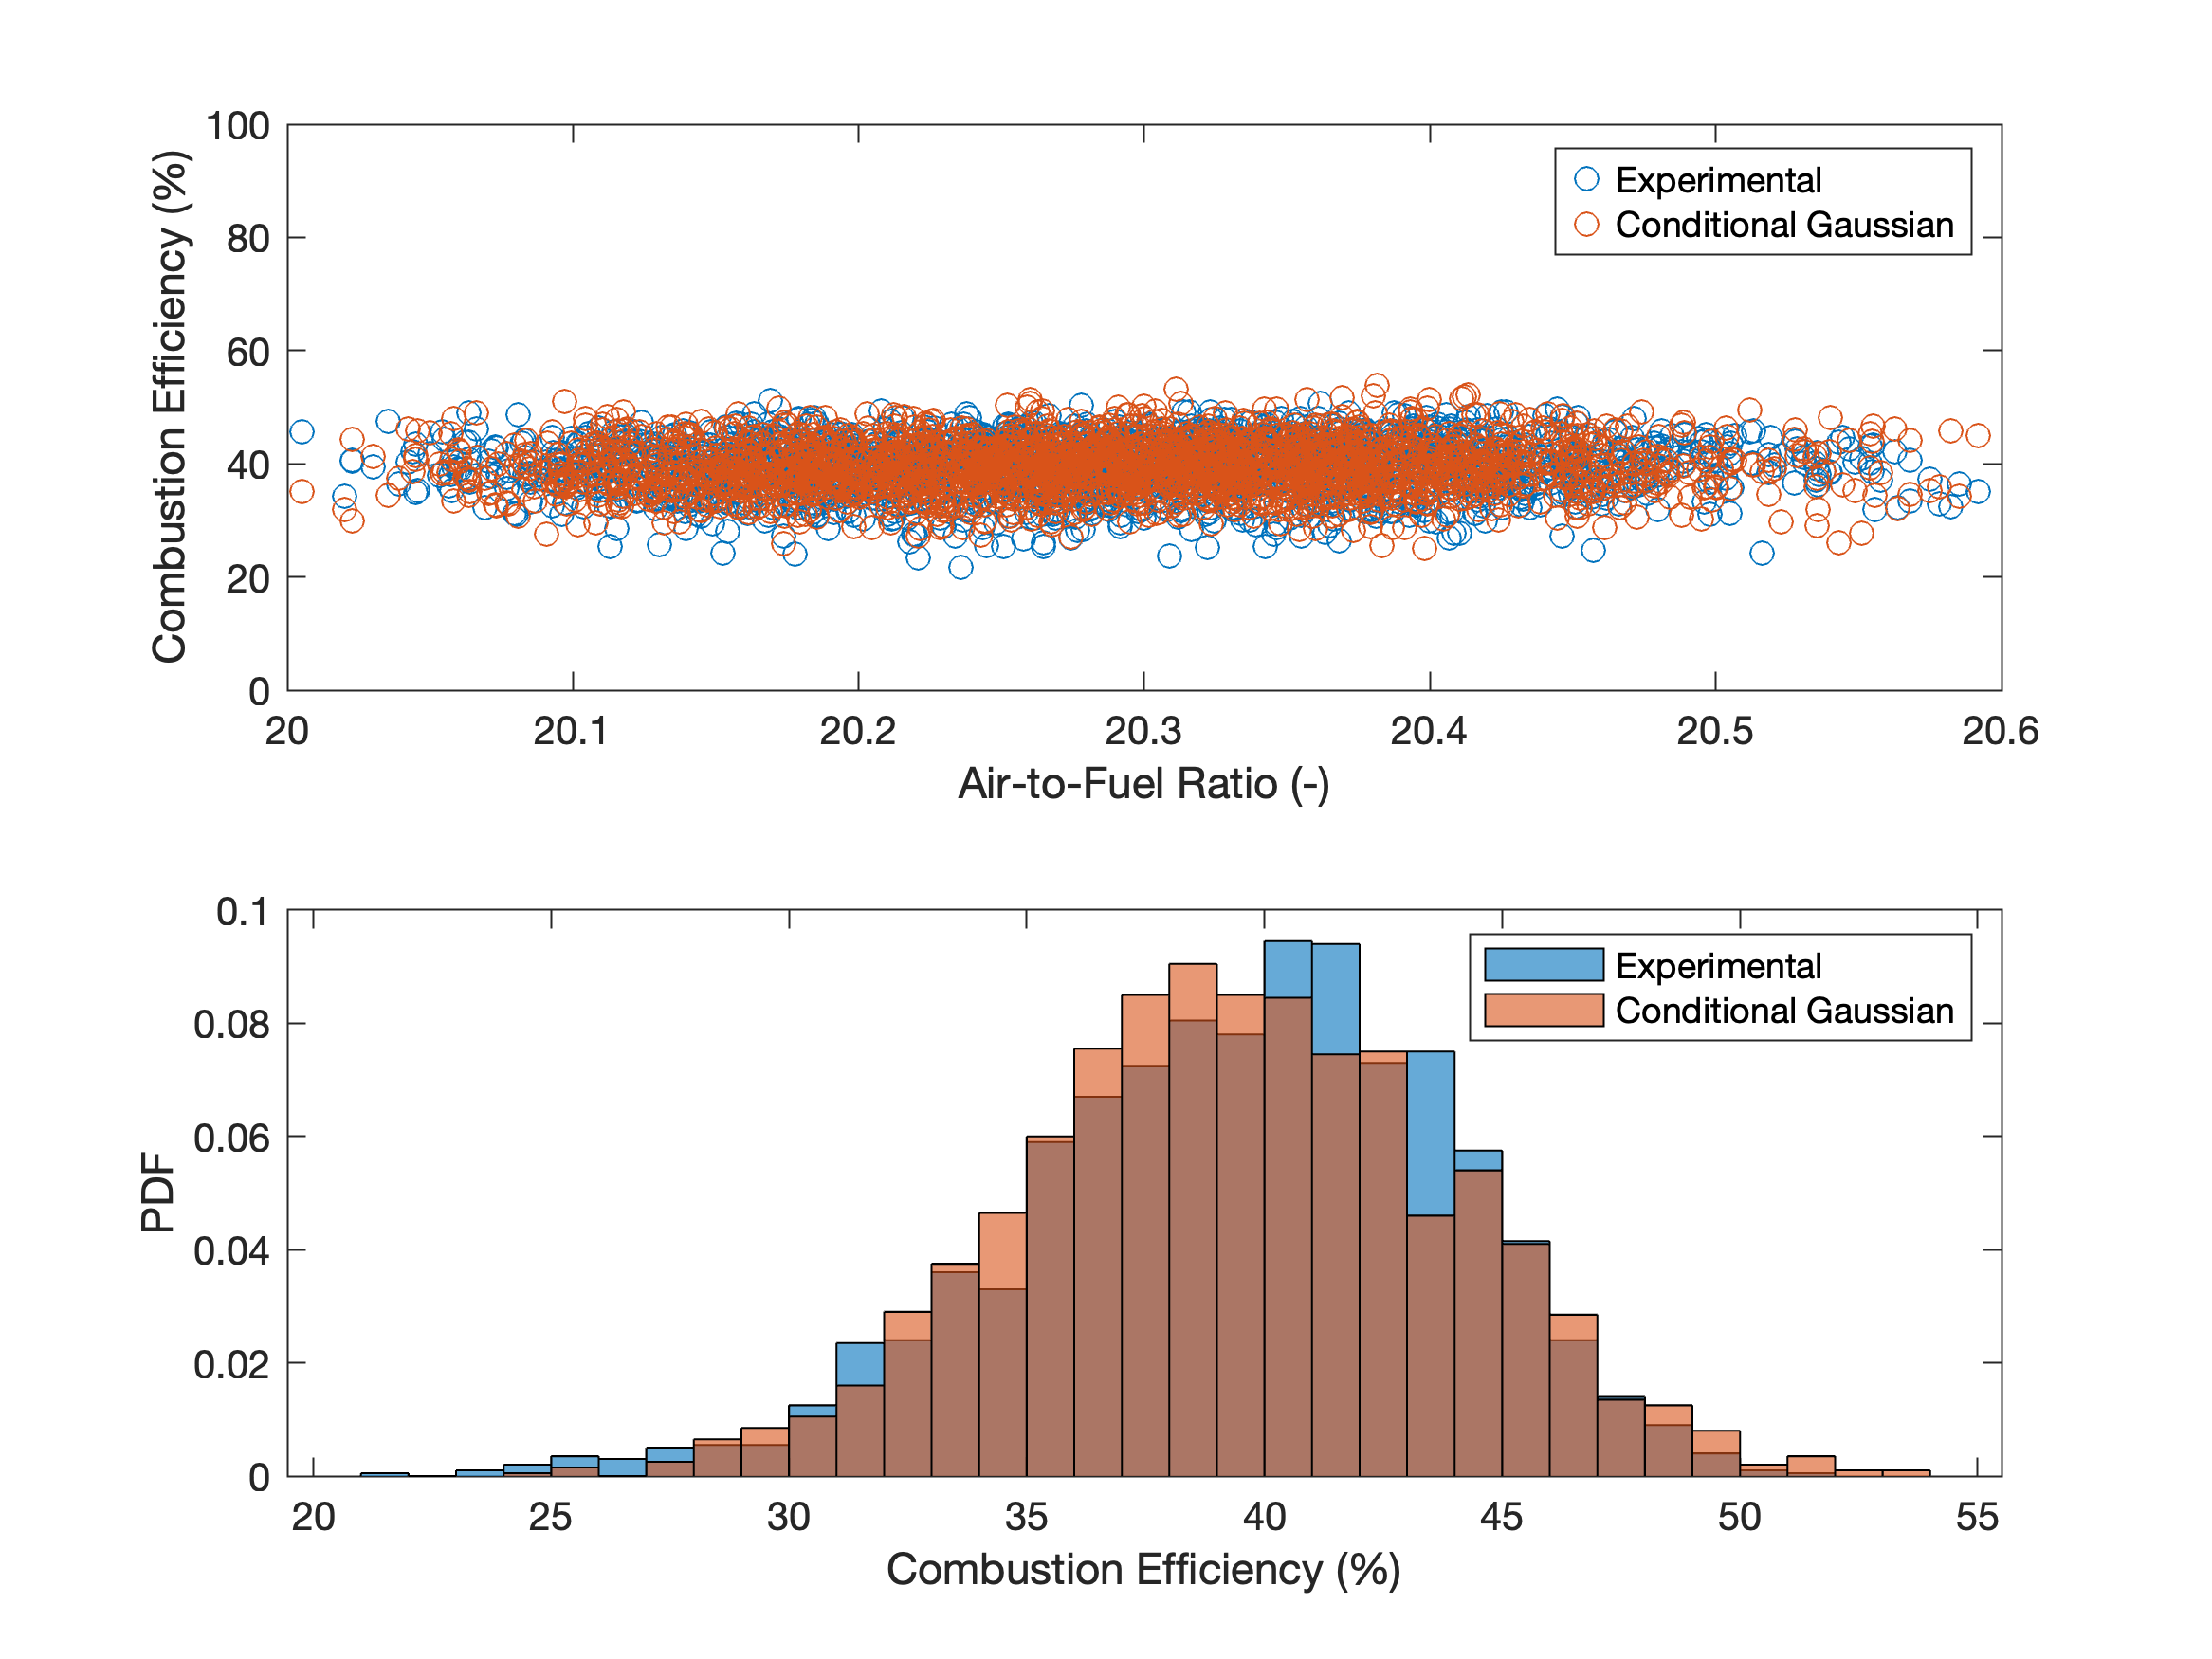 100
80
60
40
20
0
Combustion Efficiency (%)
Experimental
Conditional Gaussian
20 20.1 20.2 20.3 20.4 20.5 20.6
Air-to-Fuel Ratio (-)
0.1
0.08
0.06
0.04
0.02
0
PDF
Experimental
Conditional Gaussian
20 25 30 35 40 45 50 55
Combustion Efficiency (%)